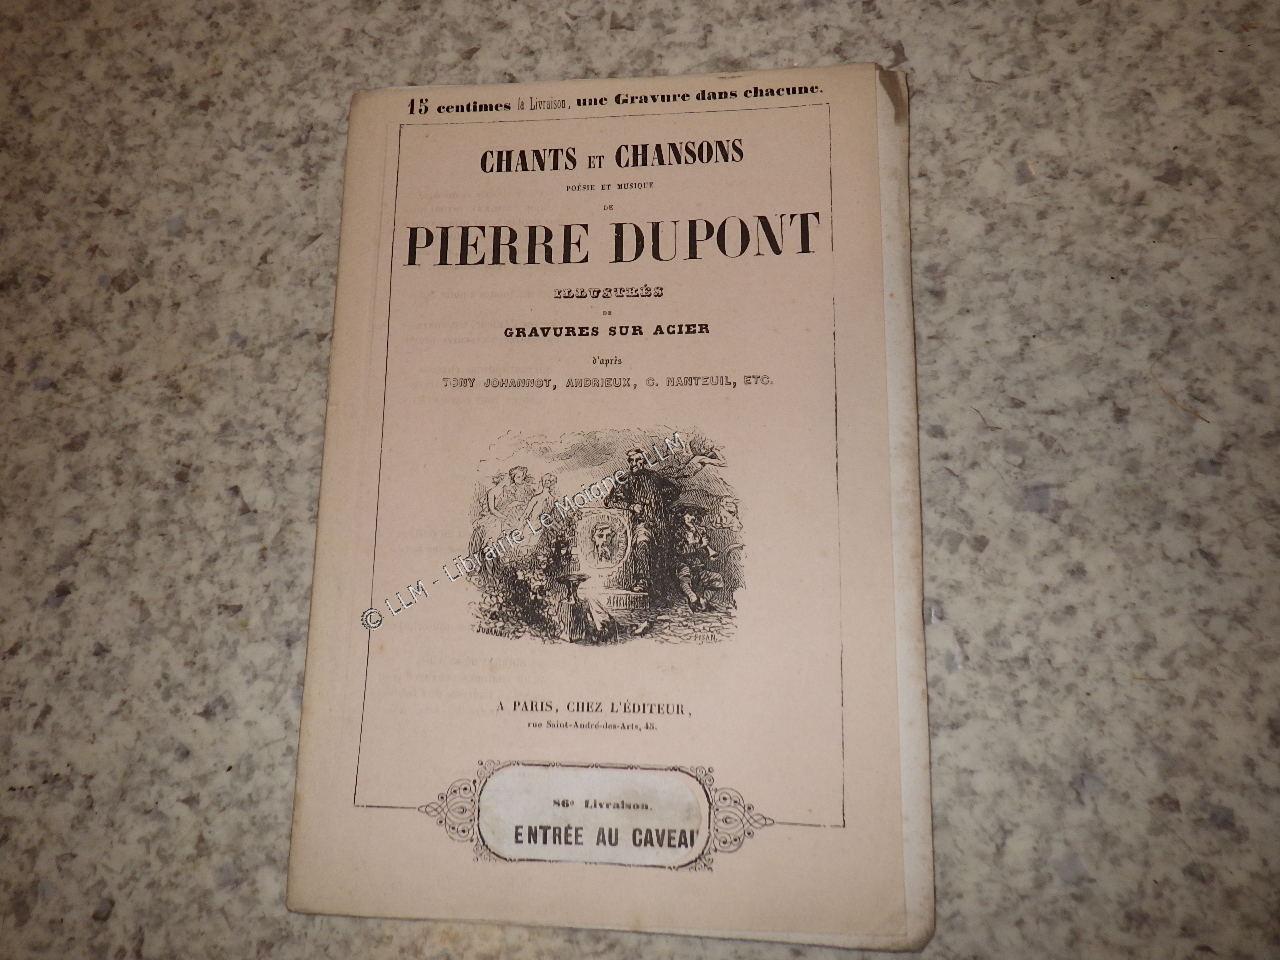 15 centimes la Livraison, une Gravure dans chacune.
CHANTS ET CHANSONS
POÉSIE ET MUSIQUE
DE
PIERRE DUPONT
ILLUSTRÉS
DE
GRAVURES SUR ACIER
d'après
TONY JOHANNOT, ANDRIEUX, C. NANTEUIL, ETC.
© LLM - Librairie Le Moigne - LLM
JOHANNOT
PISAN
A PARIS, CHEZ L'ÉDITEUR,
rue Saint-André-des-Arts, 45.
86e Livraison.
ENTRÉE AU CAVEAU